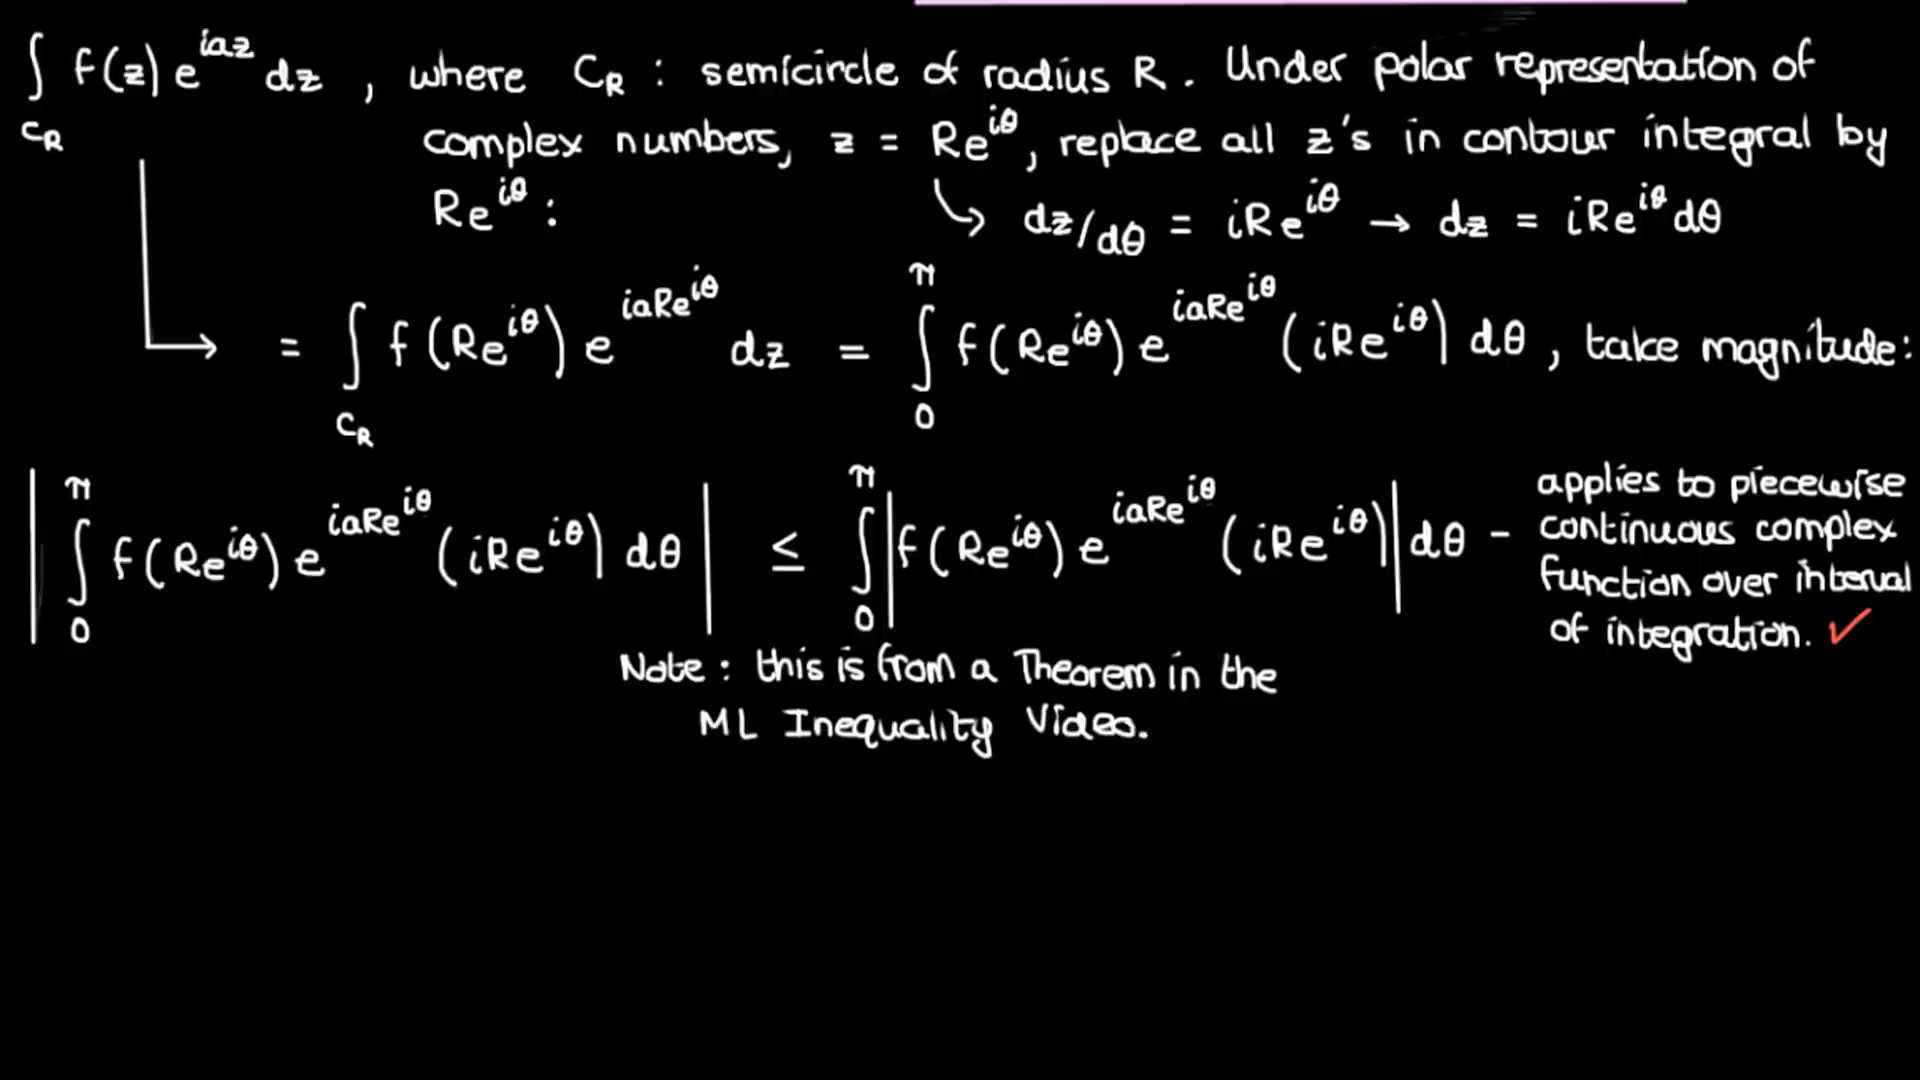 ∫_{C_R} f(z) e^{iaz} dz , where C_R : semicircle of radius R. Under polar representation of
complex numbers, z = Re^{iθ}, replace all z's in contour integral by
Re^{iθ} :
↳ dz/dθ = iRe^{iθ} → dz = iRe^{iθ} dθ
= ∫_{C_R} f(Re^{iθ}) e^{iaRe^{iθ}} dz = ∫_0^π f(Re^{iθ}) e^{iaRe^{iθ}} (iRe^{iθ}) dθ , take magnitude:
| ∫_0^π f(Re^{iθ}) e^{iaRe^{iθ}} (iRe^{iθ}) dθ | ≤ ∫_0^π | f(Re^{iθ}) e^{iaRe^{iθ}} (iRe^{iθ}) | dθ -
applies to piecewise
continuous complex
function over interval
of integration. ✓
Note : this is from a Theorem in the
ML Inequality Video.